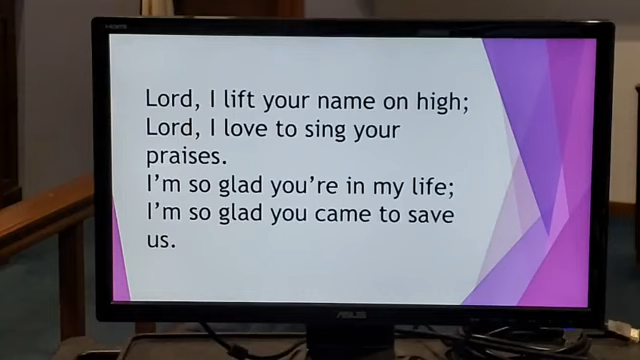 HDMI
Lord, I lift your name on high;
Lord, I love to sing your
praises.
I'm so glad you're in my life;
I'm so glad you came to save
us.
ASUS